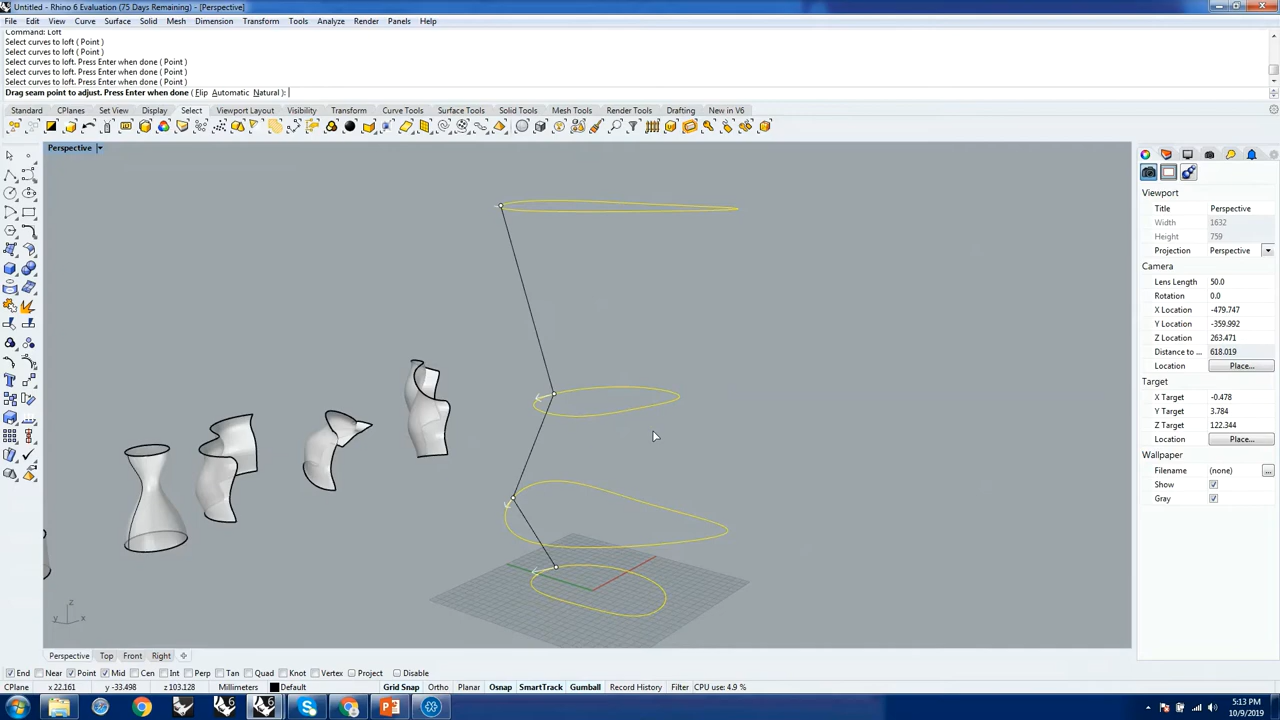 Untitled - Rhino 6 Evaluation (75 Days Remaining) - [Perspective]
File Edit View Curve Surface Solid Mesh Dimension Transform Tools Analyze Render Panels Help
Command: Loft
Select curves to loft ( Point )
Select curves to loft ( Point )
Select curves to loft. Press Enter when done ( Point )
Select curves to loft. Press Enter when done ( Point )
Select curves to loft. Press Enter when done ( Point )
Drag seam point to adjust. Press Enter when done ( Flip Automatic Natural ):
Standard CPlanes Set View Display Select Viewport Layout Visibility Transform Curve Tools Surface Tools Solid Tools Mesh Tools Render Tools Drafting New in V6
Perspective
Viewport
Title Perspective
Width 1632
Height 759
Projection Perspective
Camera
Lens Length 50.0
Rotation 0.0
X Location -479.747
Y Location -359.992
Z Location 263.471
Distance to ... 618.019
Location Place...
Target
X Target -0.478
Y Target 3.784
Z Target 122.344
Location Place...
Wallpaper
Filename (none) ...
Show
Gray
z
y x
Perspective Top Front Right
End Near Point Mid Cen Int Perp Tan Quad Knot Vertex Project Disable
CPlane x 22.161 y -33.498 z 103.128 Millimeters Default Grid Snap Ortho Planar Osnap SmartTrack Gumball Record History Filter CPU use: 4.9 %
5:13 PM
10/9/2019